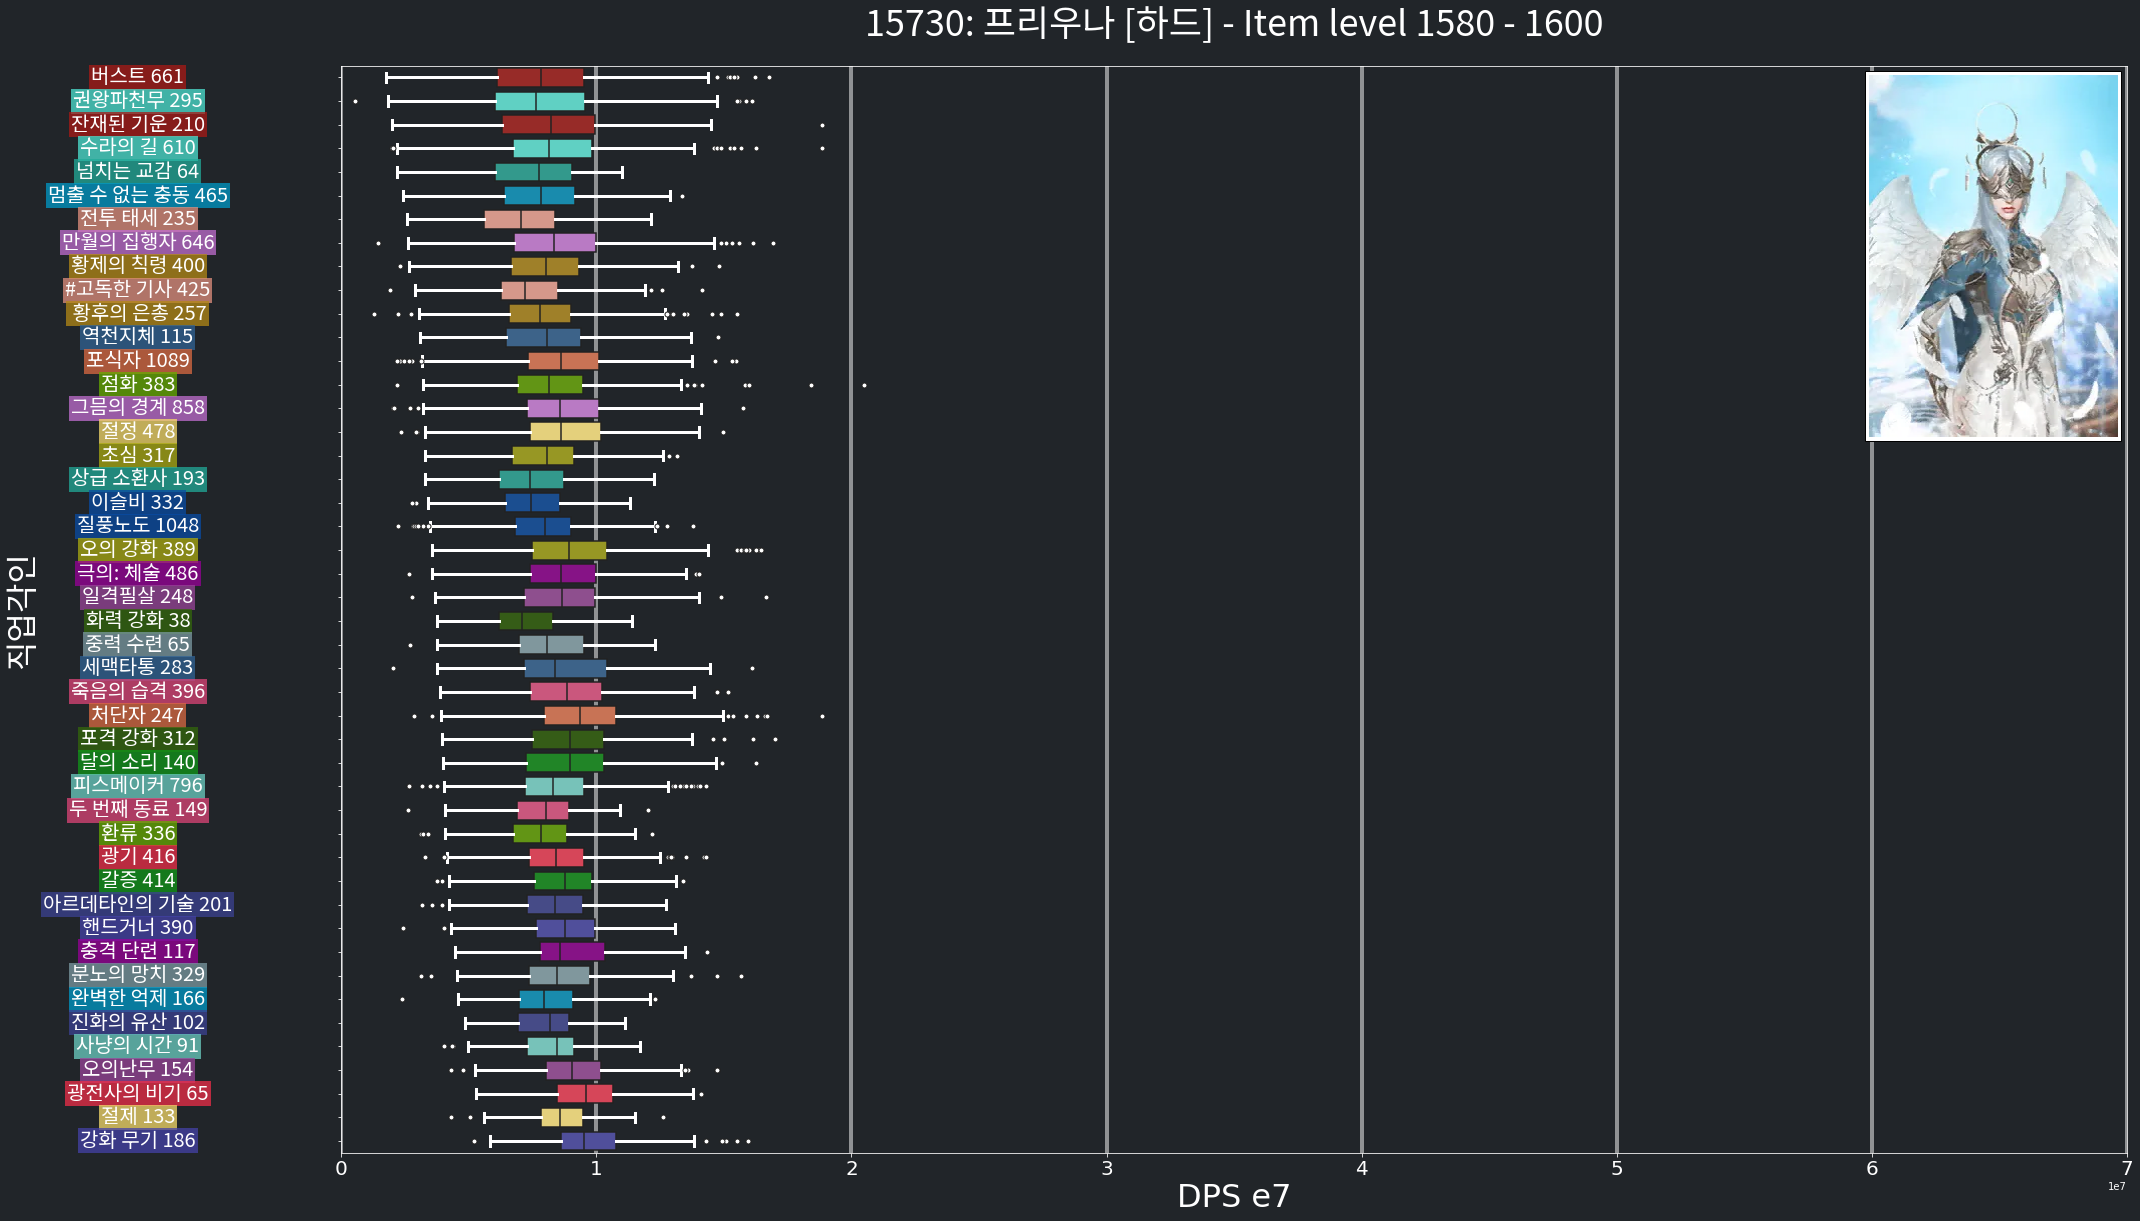 15730: 프리우나 [하드] - Item level 1580 - 1600
버스트 661
권왕파천무 295
잔재된 기운 210
수라의 길 610
넘치는 교감 64
멈출 수 없는 충동 465
전투 태세 235
만월의 집행자 646
황제의 칙령 400
#고독한 기사 425
황후의 은총 257
역천지체 115
포식자 1089
점화 383
그믐의 경계 858
절정 478
초심 317
상급 소환사 193
이슬비 332
질풍노도 1048
오의 강화 389
극의: 체술 486
일격필살 248
화력 강화 38
중력 수련 65
세맥타통 283
죽음의 습격 396
처단자 247
포격 강화 312
달의 소리 140
피스메이커 796
두 번째 동료 149
환류 336
광기 416
갈증 414
아르데타인의 기술 201
핸드거너 390
충격 단련 117
분노의 망치 329
완벽한 억제 166
진화의 유산 102
사냥의 시간 91
오의난무 154
광전사의 비기 65
절제 133
강화 무기 186
직업각인
0 1 2 3 4 5 6 7
DPS e7
1e7